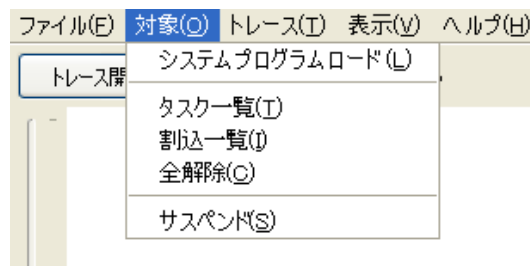 ファイル(F) 対象(O) トレース(T) 表示(V) ヘルプ(H)
システムプログラムロード(L)
トレース開
タスク一覧(T)
割込一覧(I)
全解除(C)
サスペンド(S)